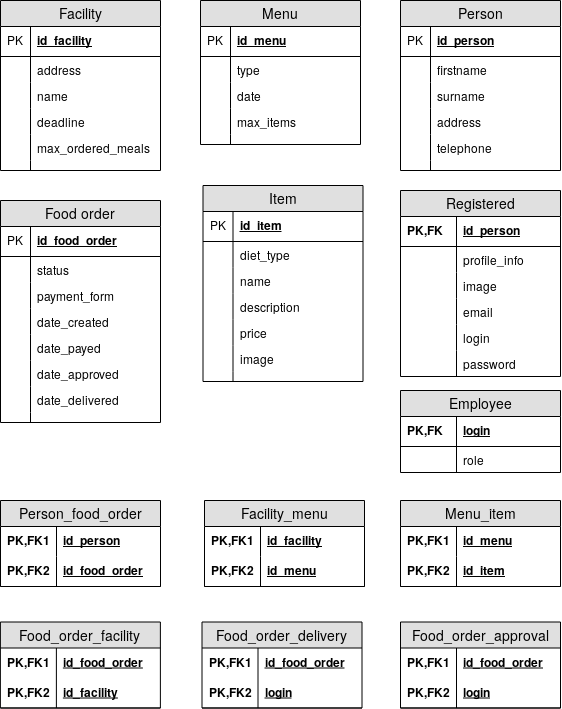 Facility
PK id_facility
address
name
deadline
max_ordered_meals
Menu
PK id_menu
type
date
max_items
Person
PK id_person
firstname
surname
address
telephone
Food order
PK id_food_order
status
payment_form
date_created
date_payed
date_approved
date_delivered
Item
PK id_item
diet_type
name
description
price
image
Registered
PK,FK id_person
profile_info
image
email
login
password
Employee
PK,FK login
role
Person_food_order
PK,FK1 id_person
PK,FK2 id_food_order
Facility_menu
PK,FK1 id_facility
PK,FK2 id_menu
Menu_item
PK,FK1 id_menu
PK,FK2 id_item
Food_order_facility
PK,FK1 id_food_order
PK,FK2 id_facility
Food_order_delivery
PK,FK1 id_food_order
PK,FK2 login
Food_order_approval
PK,FK1 id_food_order
PK,FK2 login